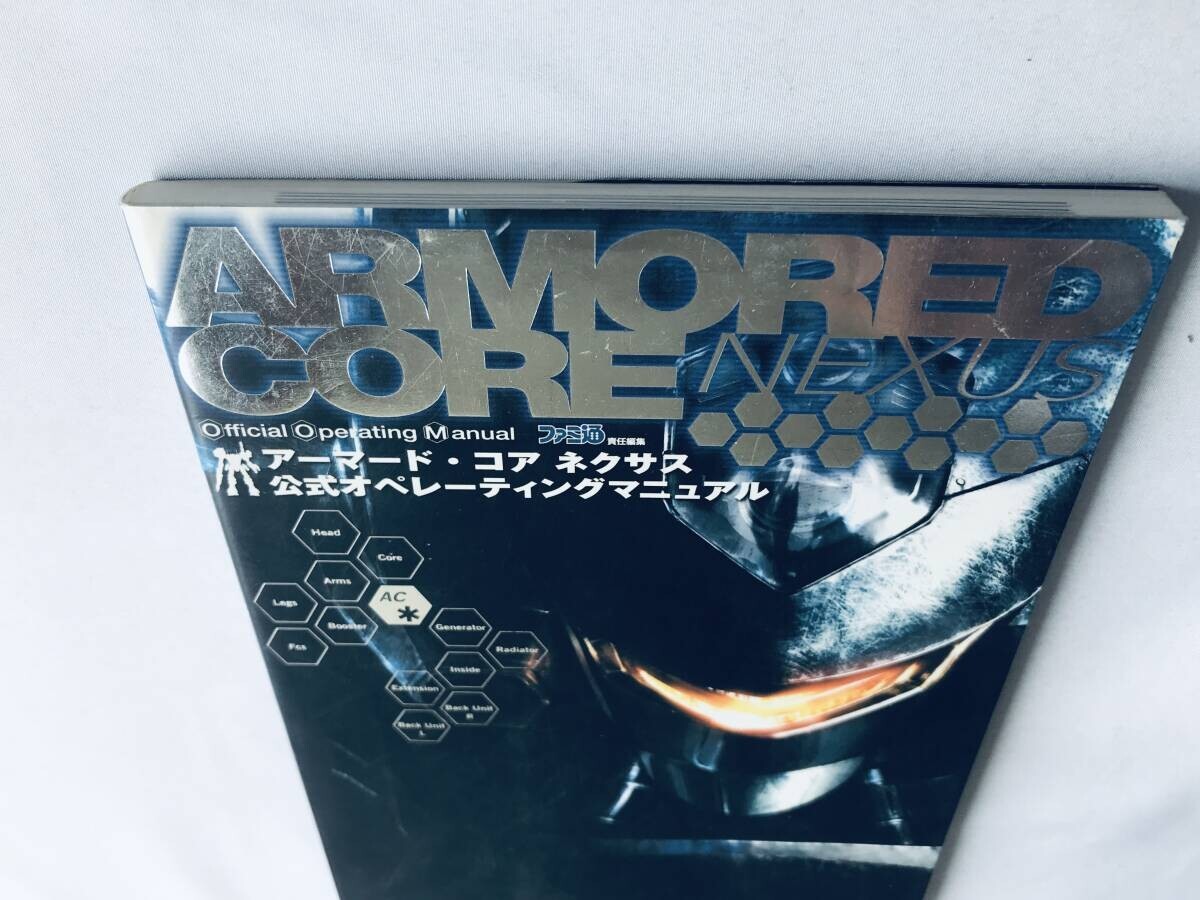 ARMORED
CORE NEXUS
Official Operating Manual ファミ通 責任編集
アーマード・コア ネクサス
公式オペレーティングマニュアル
Head
Core
Arms
AC *
Legs
Booster
Generator
Fcs
Radiator
Inside
Extension
Back Unit R
Back Unit L